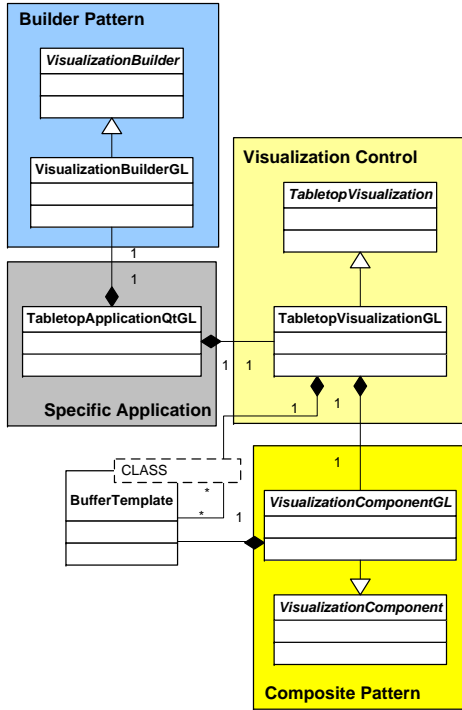 Builder Pattern
VisualizationBuilder
VisualizationBuilderGL
1
1
Visualization Control
TabletopVisualization
TabletopApplicationQtGL
TabletopVisualizationGL
1
1
Specific Application
1
1
1
CLASS
BufferTemplate
*
*
1
VisualizationComponentGL
VisualizationComponent
Composite Pattern